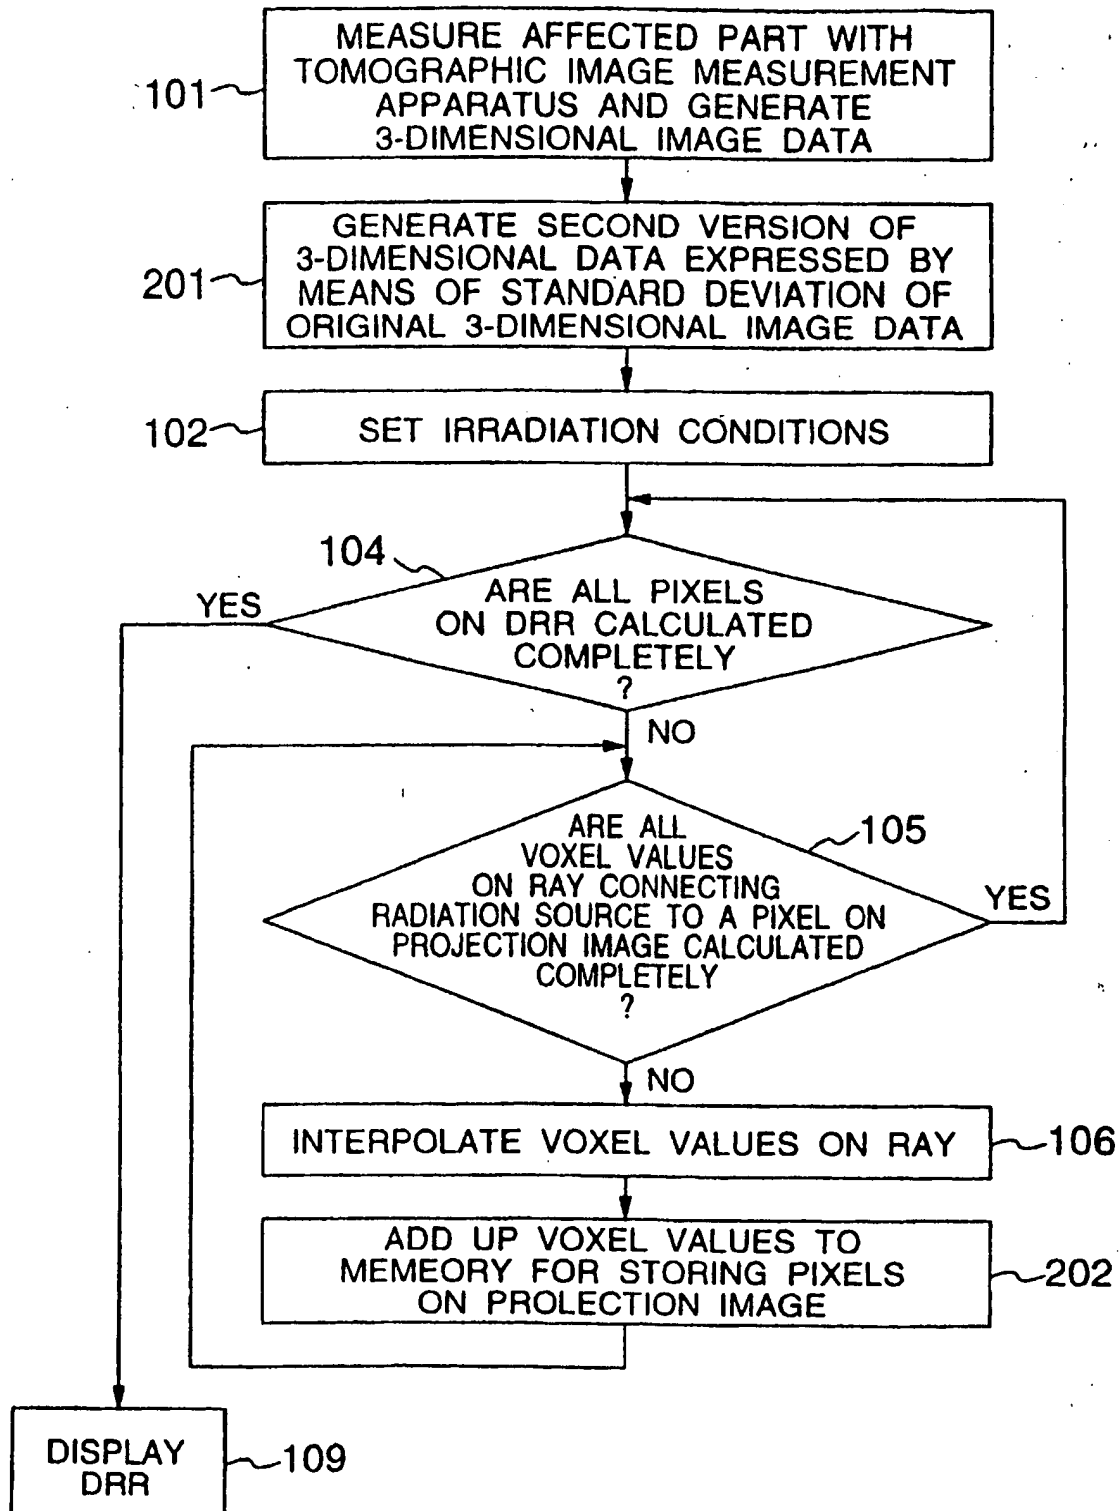 MEASURE AFFECTED PART WITH
TOMOGRAPHIC IMAGE MEASUREMENT
APPARATUS AND GENERATE
3-DIMENSIONAL IMAGE DATA
101
GENERATE SECOND VERSION OF
3-DIMENSIONAL DATA EXPRESSED BY
MEANS OF STANDARD DEVIATION OF
ORIGINAL 3-DIMENSIONAL IMAGE DATA
201
SET IRRADIATION CONDITIONS
102
104
YES
ARE ALL PIXELS
ON DRR CALCULATED
COMPLETELY
?
NO
ARE ALL
VOXEL VALUES
ON RAY CONNECTING
RADIATION SOURCE TO A PIXEL ON
PROJECTION IMAGE CALCULATED
COMPLETELY
?
105
YES
NO
INTERPOLATE VOXEL VALUES ON RAY
106
ADD UP VOXEL VALUES TO
MEMEORY FOR STORING PIXELS
ON PROLECTION IMAGE
202
DISPLAY
DRR
109